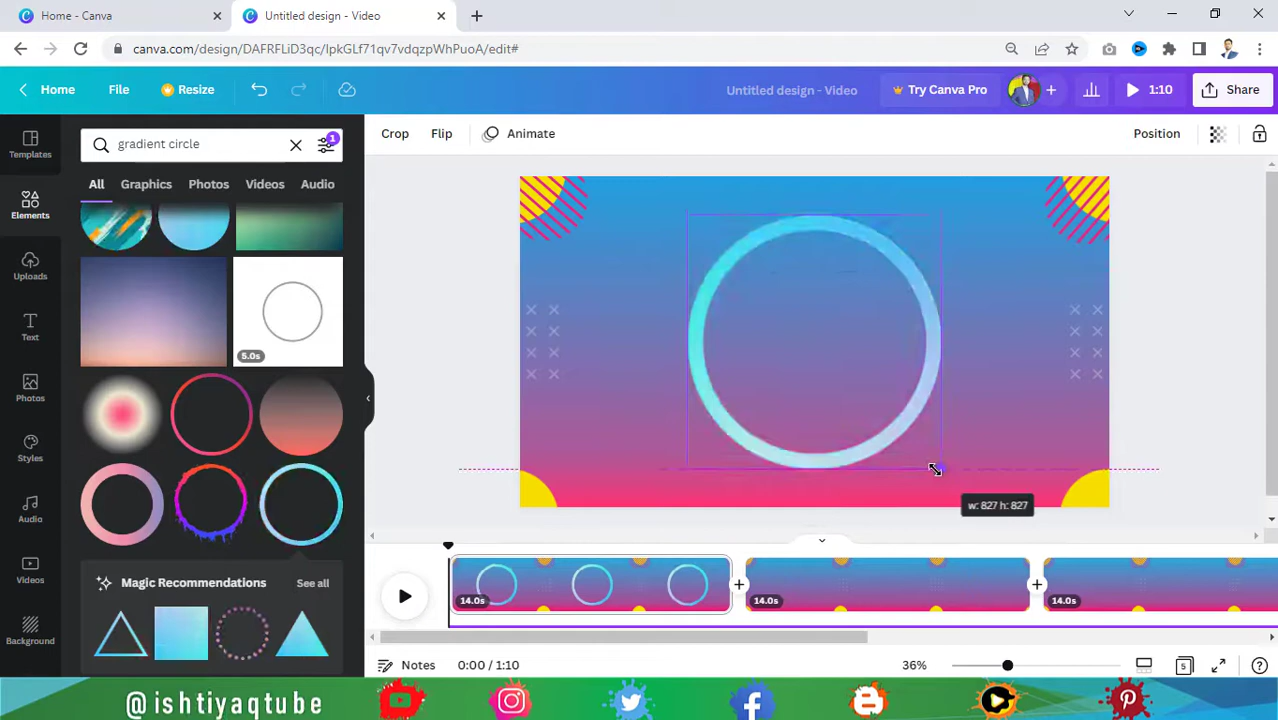 Home - Canva
Untitled design - Video
canva.com/design/DAFRFLiD3qc/IpkGLf71qv7vdqzpWhPuoA/edit#
Home
File
Resize
Untitled design - Video
Try Canva Pro
1:10
Share
Templates
Elements
Uploads
Text
Photos
Styles
Audio
Videos
Background
gradient circle
1
All
Graphics
Photos
Videos
Audio
5.0s
Magic Recommendations
See all
Crop
Flip
Animate
Position
w: 827 h: 827
14.0s
14.0s
14.0s
Notes
0:00 / 1:10
36%
5
@ishtiyaqtube